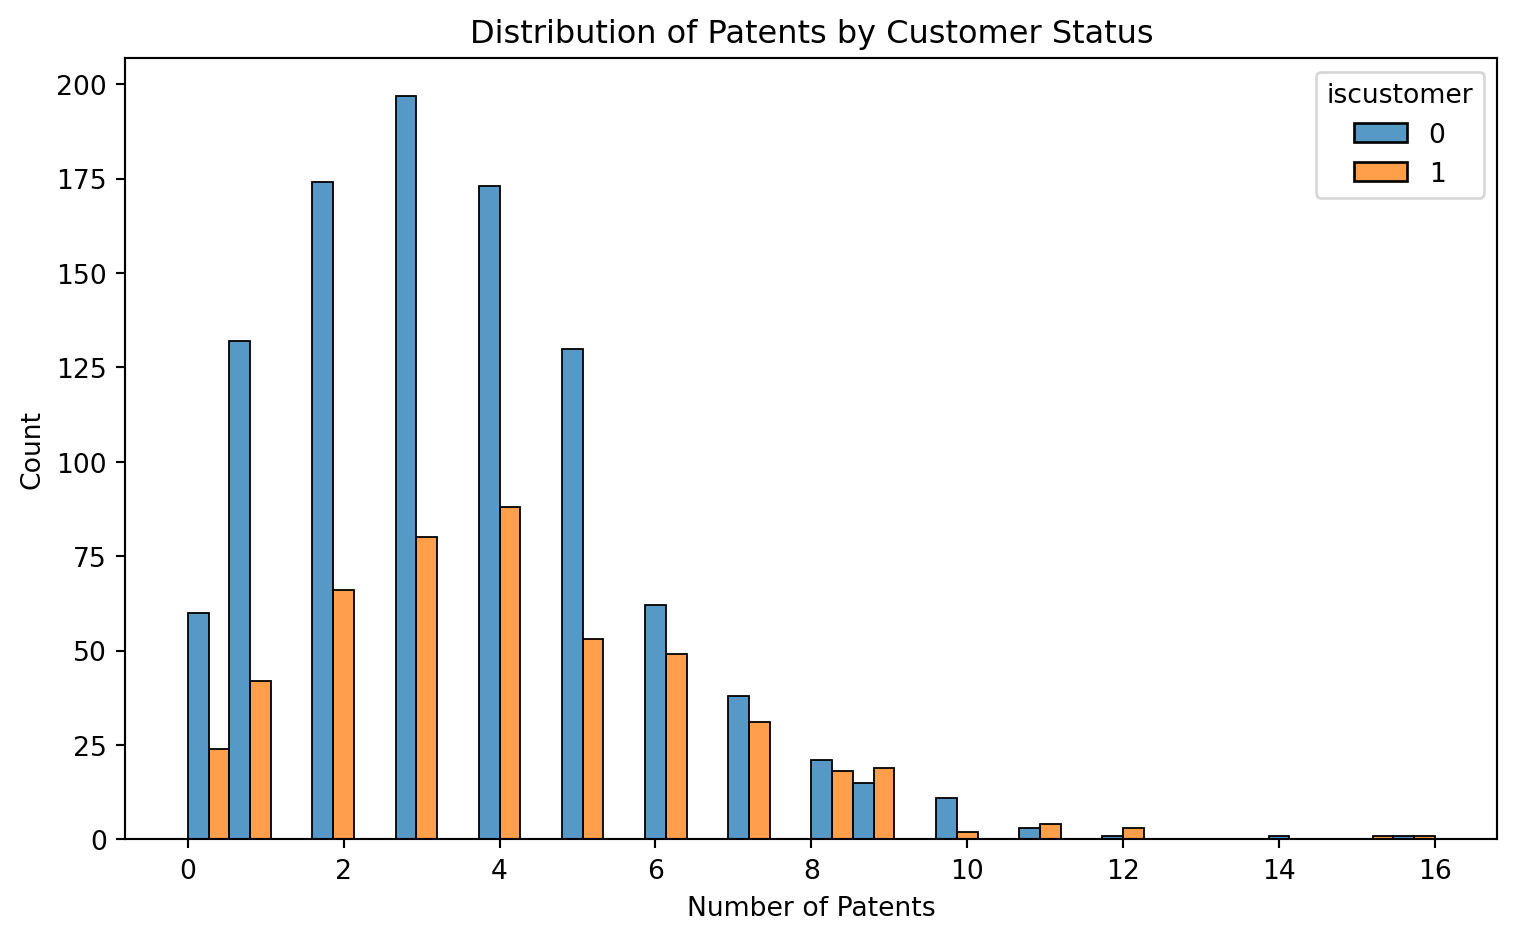 Distribution of Patents by Customer Status
iscustomer
0
1
200
175
150
125
100
75
50
25
0
Count
0 2 4 6 8 10 12 14 16
Number of Patents